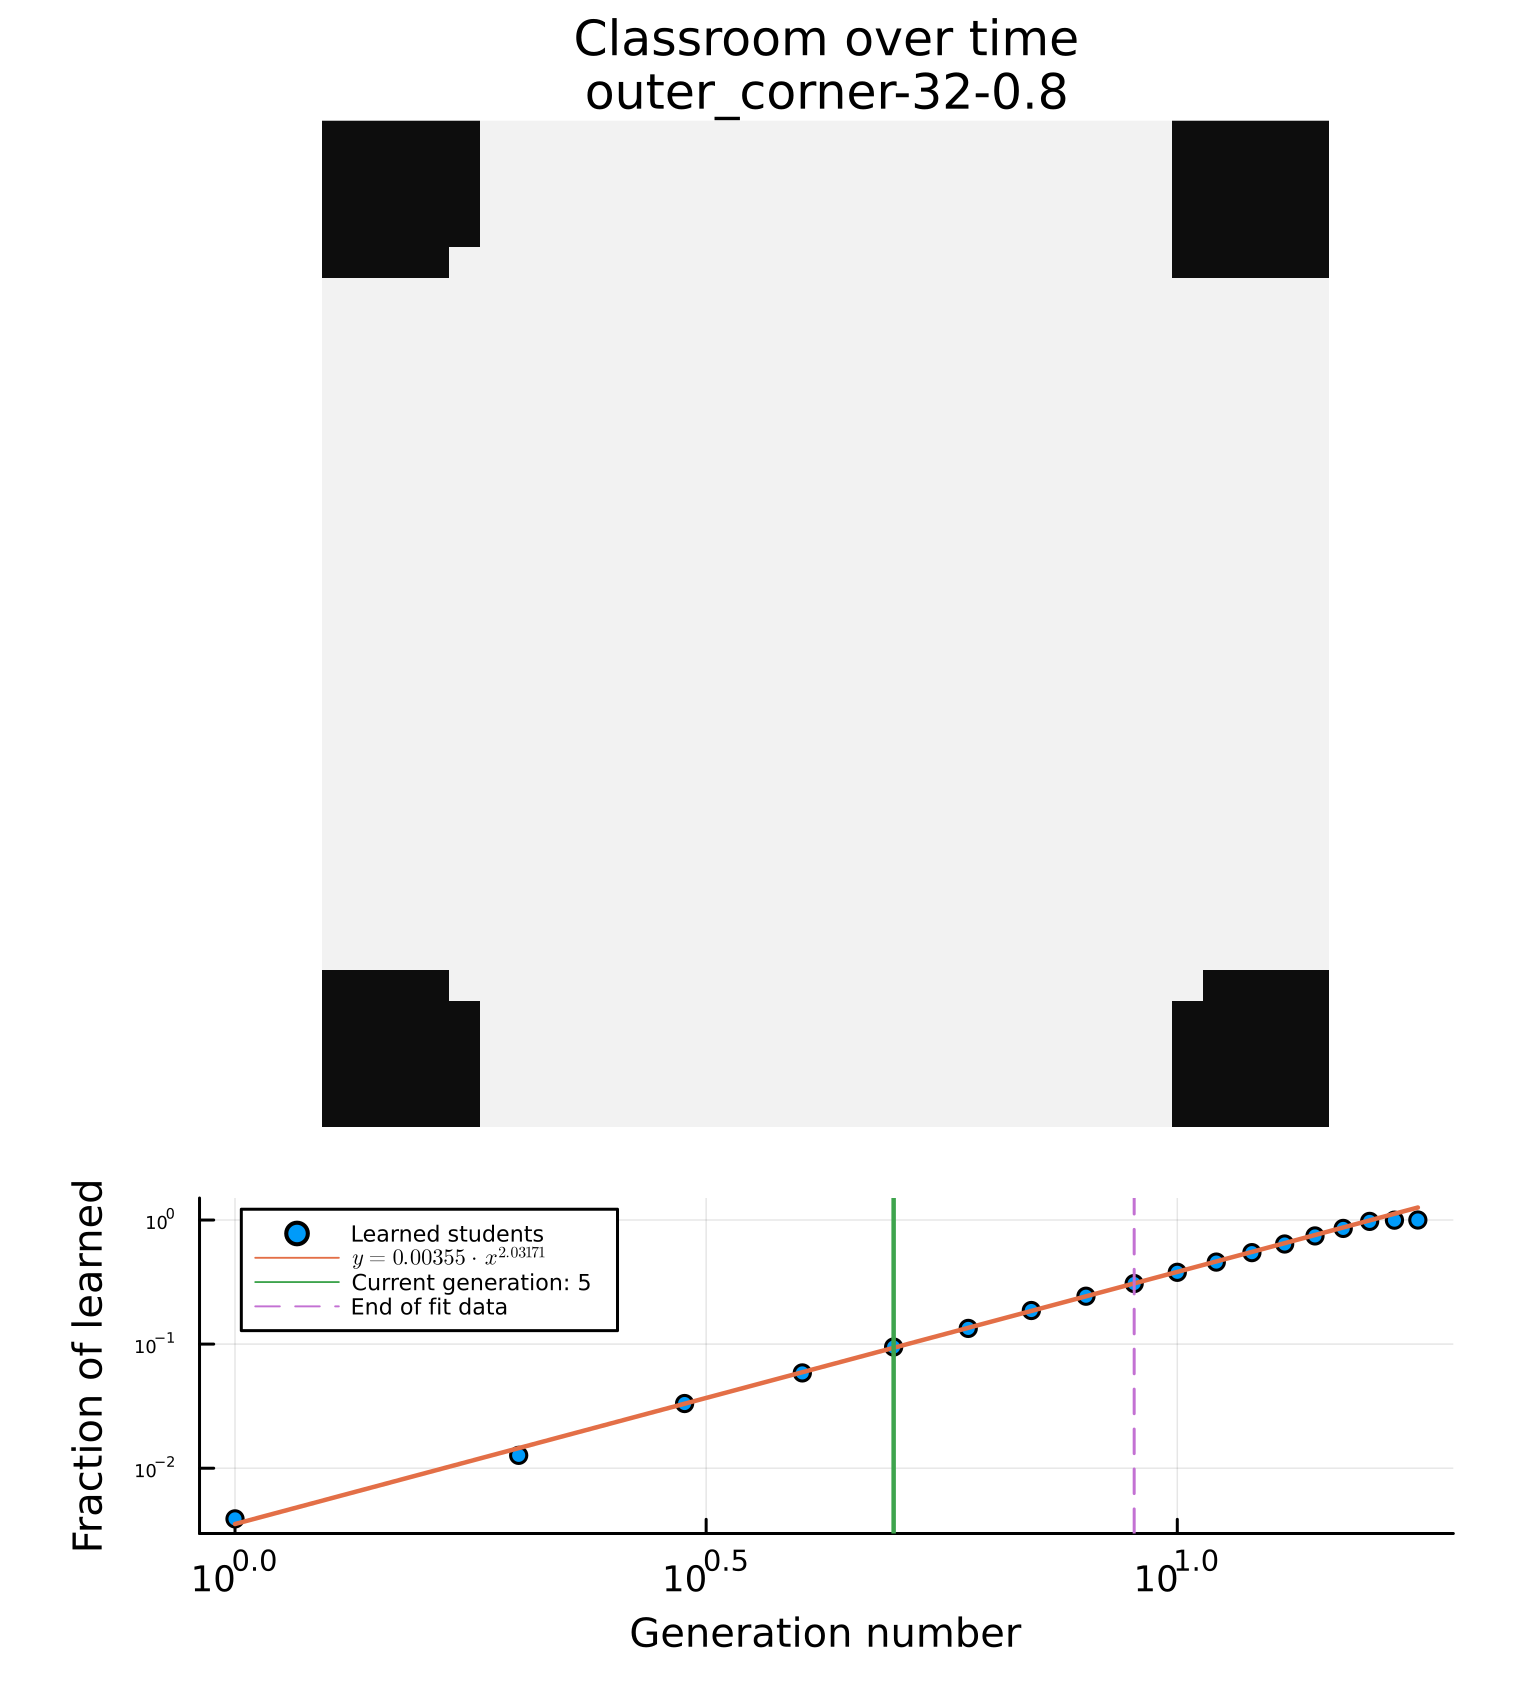 Classroom over time
outer_corner-32-0.8
Fraction of learned
10^0
10^-1
10^-2
Learned students
y = 0.00355 · x^2.03171
Current generation: 5
End of fit data
10^0.0 10^0.5 10^1.0
Generation number